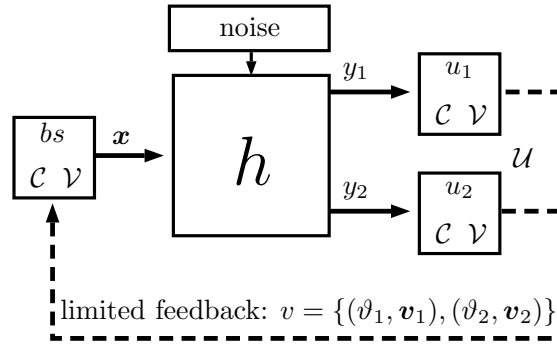 noise
y₁
u₁
𝒞 𝒱
bs
𝒞 𝒱
𝒙
h
𝒰
y₂
u₂
𝒞 𝒱
limited feedback: v = {(ϑ₁, 𝒗₁), (ϑ₂, 𝒗₂)}